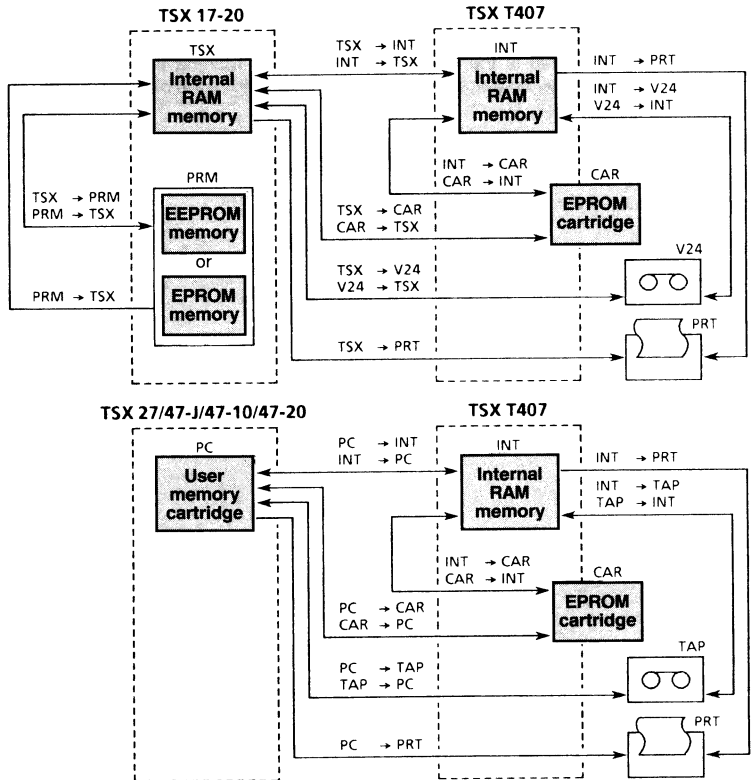 TSX 17-20
TSX T407
TSX
TSX → INT
INT → TSX
INT
INT → PRT
Internal
RAM
memory
Internal
RAM
memory
INT → V24
V24 → INT
INT → CAR
CAR → INT
CAR
PRM
TSX → PRM
PRM → TSX
EEPROM
memory
TSX → CAR
CAR → TSX
EPROM
cartridge
or
V24
TSX → V24
V24 → TSX
EPROM
memory
PRM → TSX
PRT
TSX → PRT
TSX 27/47-J/47-10/47-20
TSX T407
PC
PC → INT
INT → PC
INT
INT → PRT
User
memory
cartridge
Internal
RAM
memory
INT → TAP
TAP → INT
INT → CAR
CAR → INT
CAR
PC → CAR
CAR → PC
EPROM
cartridge
TAP
PC → TAP
TAP → PC
PRT
PC → PRT